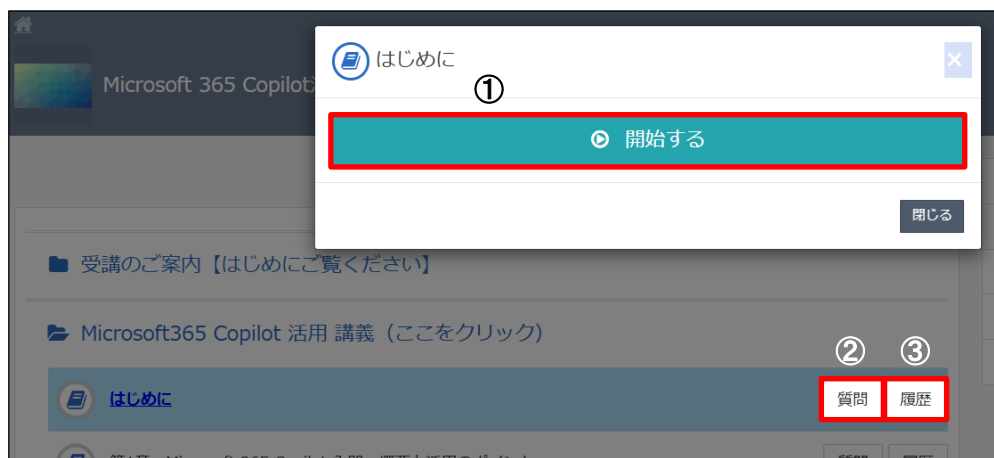 はじめに
×
Microsoft 365 Copilot
①
開始する
閉じる
受講のご案内【はじめにご覧ください】
Microsoft365 Copilot 活用 講義（ここをクリック）
② ③
はじめに 質問 履歴